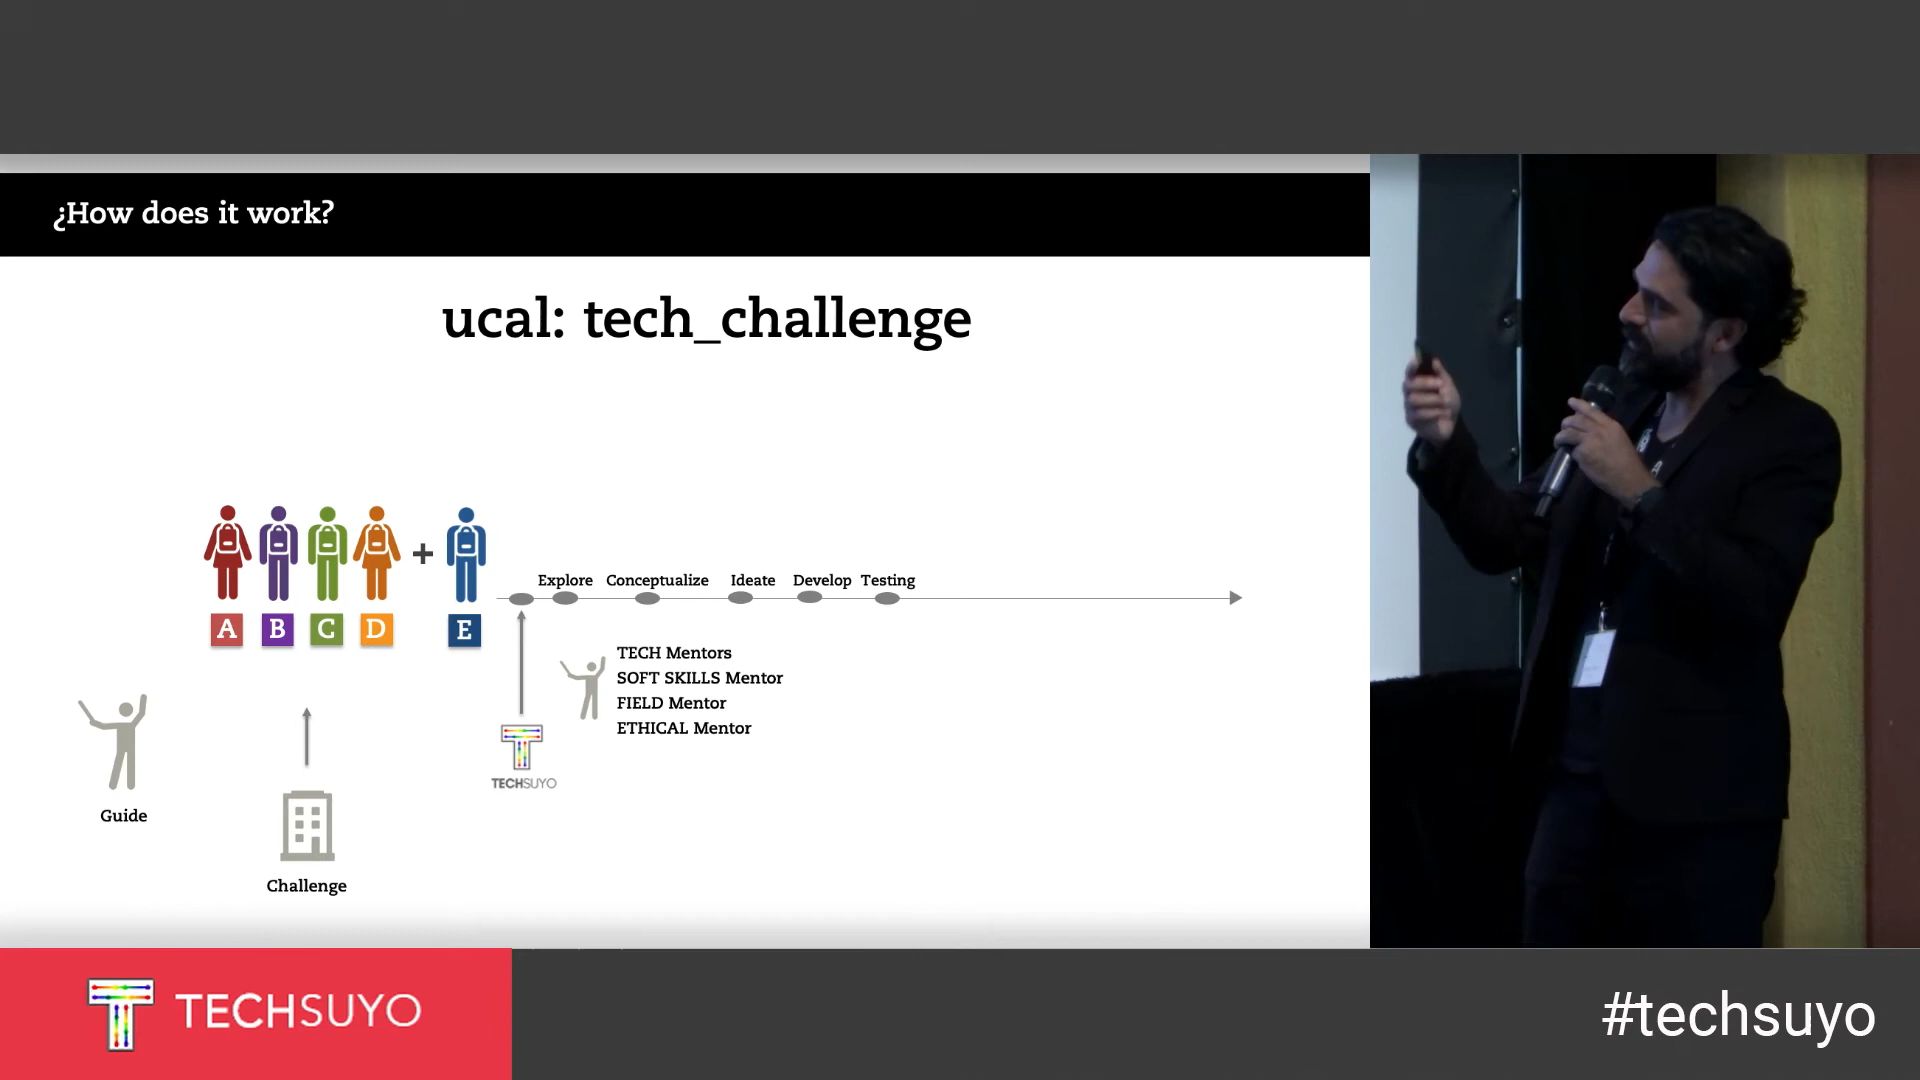 ¿How does it work?
ucal: tech_challenge
A B C D + E
Explore Conceptualize Ideate Develop Testing
TECH Mentors
SOFT SKILLS Mentor
FIELD Mentor
ETHICAL Mentor
TECHSUYO
Guide
Challenge
TECHSUYO
#techsuyo